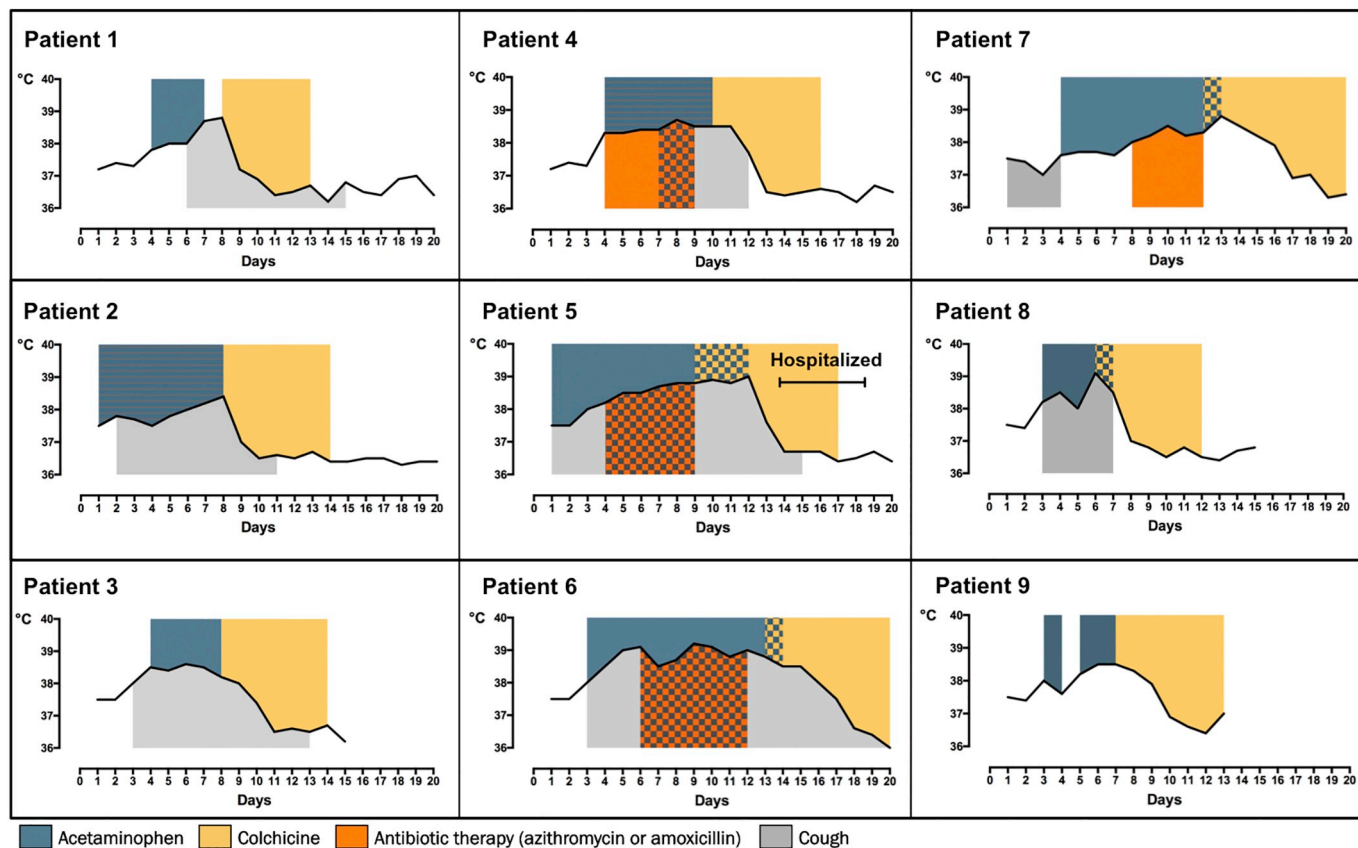 Patient 1
°C
40
39
38
37
36
0 1 2 3 4 5 6 7 8 9 10 11 12 13 14 15 16 17 18 19 20
Days
Patient 4
°C
40
39
38
37
36
0 1 2 3 4 5 6 7 8 9 10 11 12 13 14 15 16 17 18 19 20
Days
Patient 7
°C
40
39
38
37
36
0 1 2 3 4 5 6 7 8 9 10 11 12 13 14 15 16 17 18 19 20
Days
Patient 2
°C
40
39
38
37
36
0 1 2 3 4 5 6 7 8 9 10 11 12 13 14 15 16 17 18 19 20
Days
Patient 5
°C
40
39
38
37
36
Hospitalized
0 1 2 3 4 5 6 7 8 9 10 11 12 13 14 15 16 17 18 19 20
Days
Patient 8
°C
40
39
38
37
36
0 1 2 3 4 5 6 7 8 9 10 11 12 13 14 15 16 17 18 19 20
Days
Patient 3
°C
40
39
38
37
36
0 1 2 3 4 5 6 7 8 9 10 11 12 13 14 15 16 17 18 19 20
Days
Patient 6
°C
40
39
38
37
36
0 1 2 3 4 5 6 7 8 9 10 11 12 13 14 15 16 17 18 19 20
Days
Patient 9
°C
40
39
38
37
36
0 1 2 3 4 5 6 7 8 9 10 11 12 13 14 15 16 17 18 19 20
Days
Acetaminophen Colchicine Antibiotic therapy (azithromycin or amoxicillin) Cough